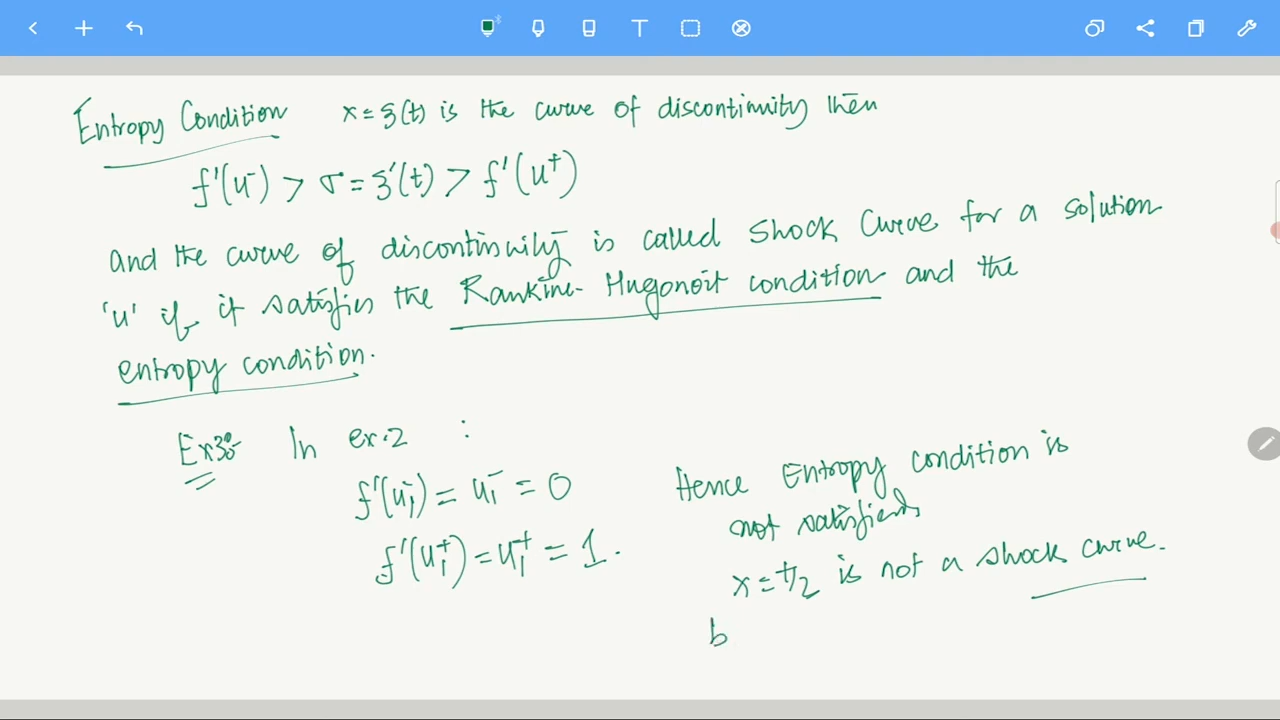 Entropy Condition x = ξ(t) is the curve of discontinuity then
f'(u⁻) > σ = ξ'(t) > f'(u⁺)
and the curve of discontinuity is called shock curve for a solution
'u' if it satisfies the Rankine-Hugonoit condition and the
entropy condition.
Ex3:- In ex.2 :
f'(u₁⁻) = u₁⁻ = 0
f'(u₁⁺) = u₁⁺ = 1.
Hence Entropy condition is
not satisfied
x = t/2 is not a shock curve.
b